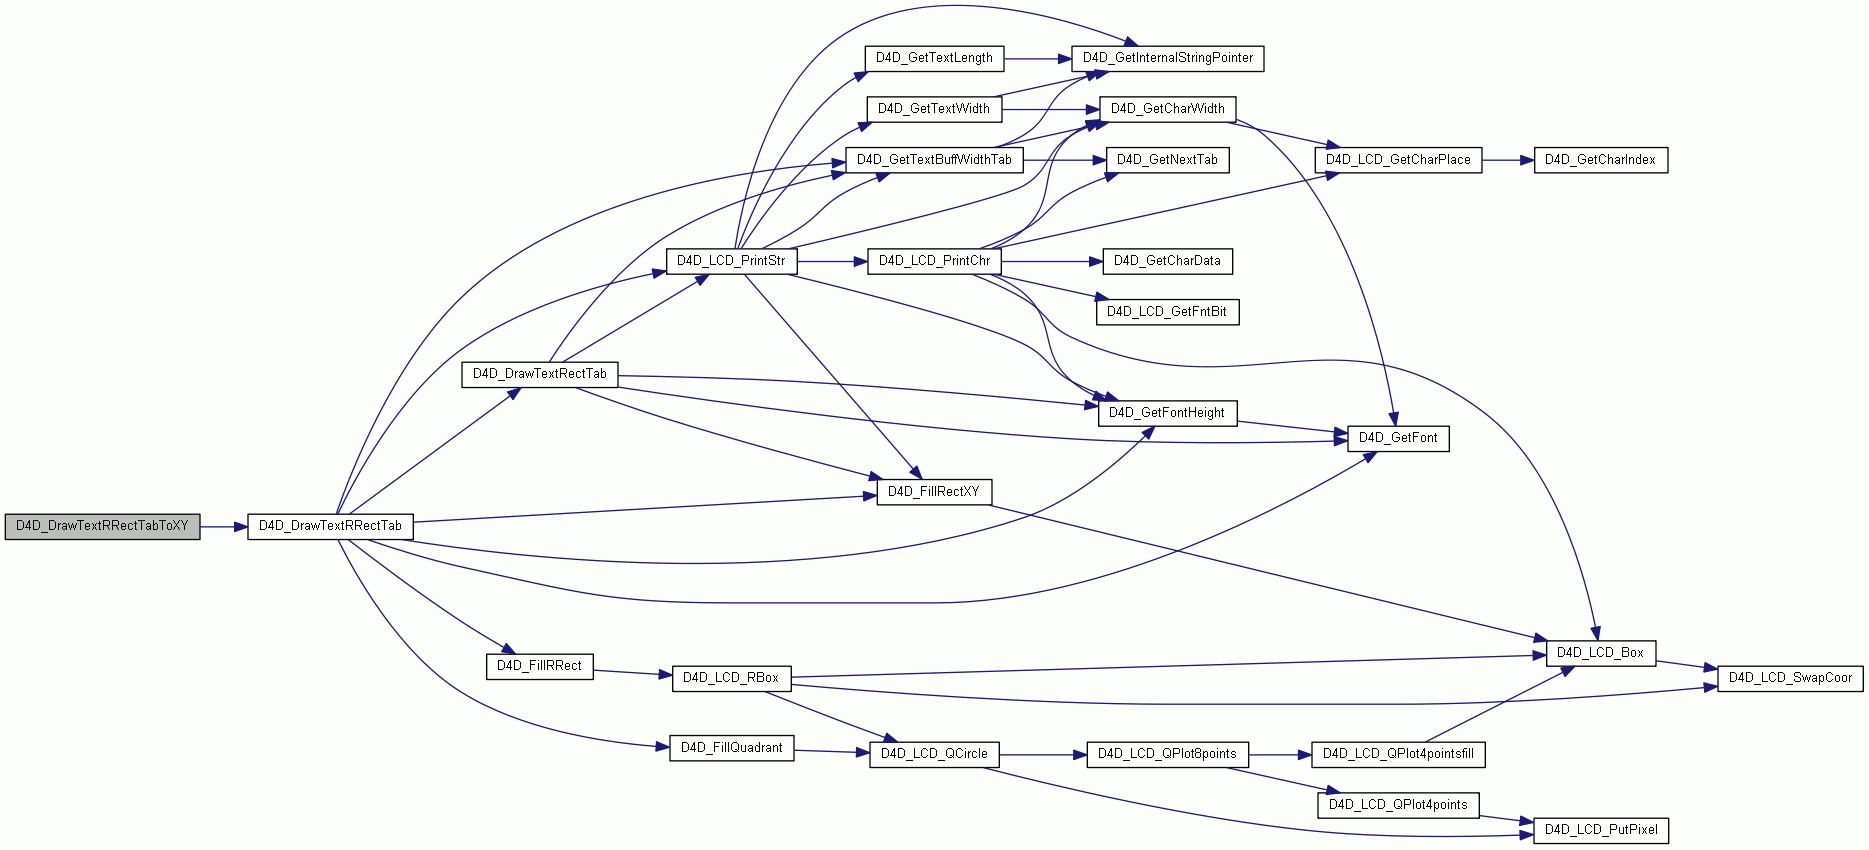 D4D_GetTextLength
D4D_GetInternalStringPointer
D4D_GetTextWidth
D4D_GetCharWidth
D4D_GetTextBuffWidthTab
D4D_GetNextTab
D4D_LCD_GetCharPlace
D4D_GetCharIndex
D4D_LCD_PrintStr
D4D_LCD_PrintChr
D4D_GetCharData
D4D_LCD_GetFntBit
D4D_DrawTextRectTab
D4D_GetFontHeight
D4D_GetFont
D4D_FillRectXY
D4D_DrawTextRRectTabToXY
D4D_DrawTextRRectTab
D4D_LCD_Box
D4D_FillRRect
D4D_LCD_RBox
D4D_LCD_SwapCoor
D4D_FillQuadrant
D4D_LCD_QCircle
D4D_LCD_QPlot8points
D4D_LCD_QPlot4pointsfill
D4D_LCD_QPlot4points
D4D_LCD_PutPixel